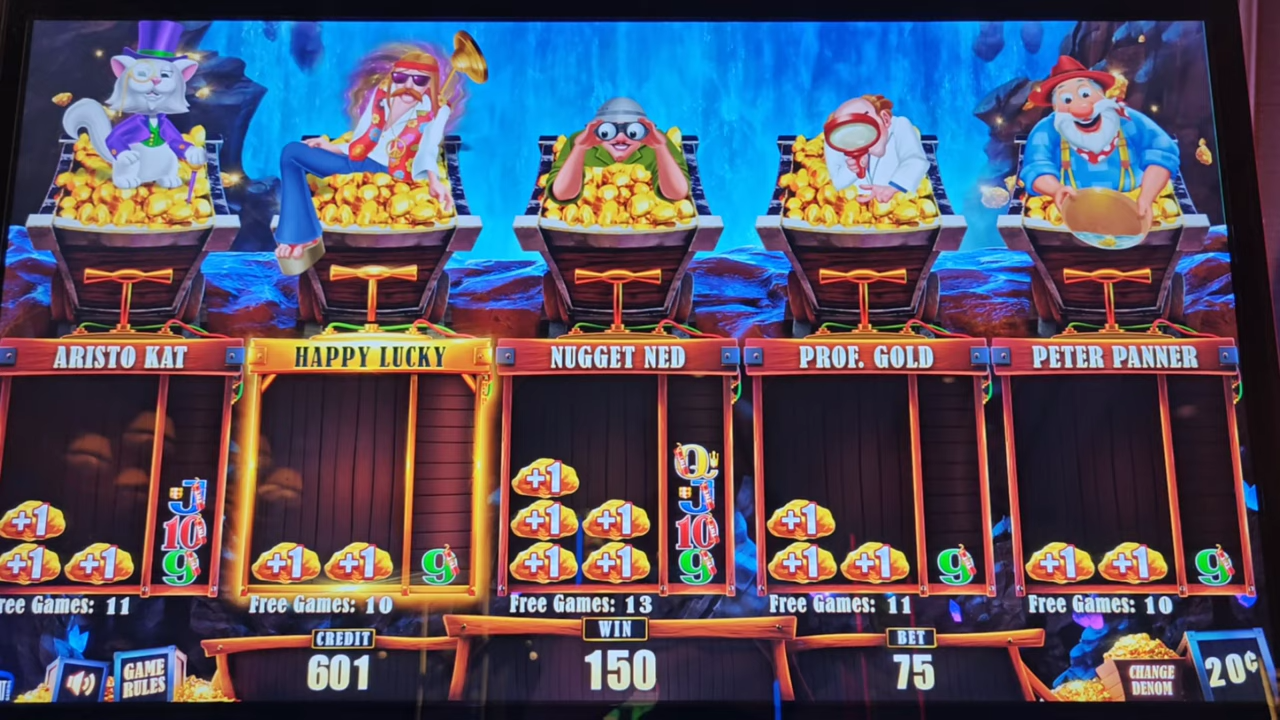 ARISTO KAT
HAPPY LUCKY
NUGGET NED
PROF. GOLD
PETER PANNER
+1
+1 +1
J
10
9
+1 +1
9
+1
+1 +1
+1 +1
Q
J
10
9
+1
+1 +1
9
+1 +1
9
ree Games: 11
Free Games: 10
Free Games: 13
Free Games: 11
Free Games: 10
GAME
RULES
CREDIT
601
WIN
150
BET
75
CHANGE
DENOM
20¢